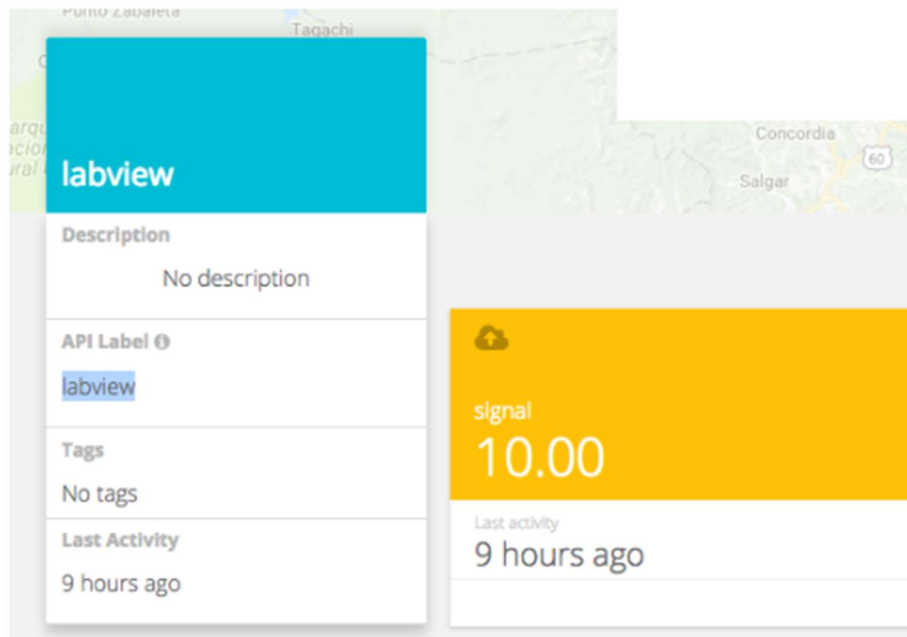 Punto Zabaleta
Tagachi
labview
Description
No description
API Label
labview
Tags
No tags
Last Activity
9 hours ago
Concordia
60
Salgar
signal
10.00
Last activity
9 hours ago